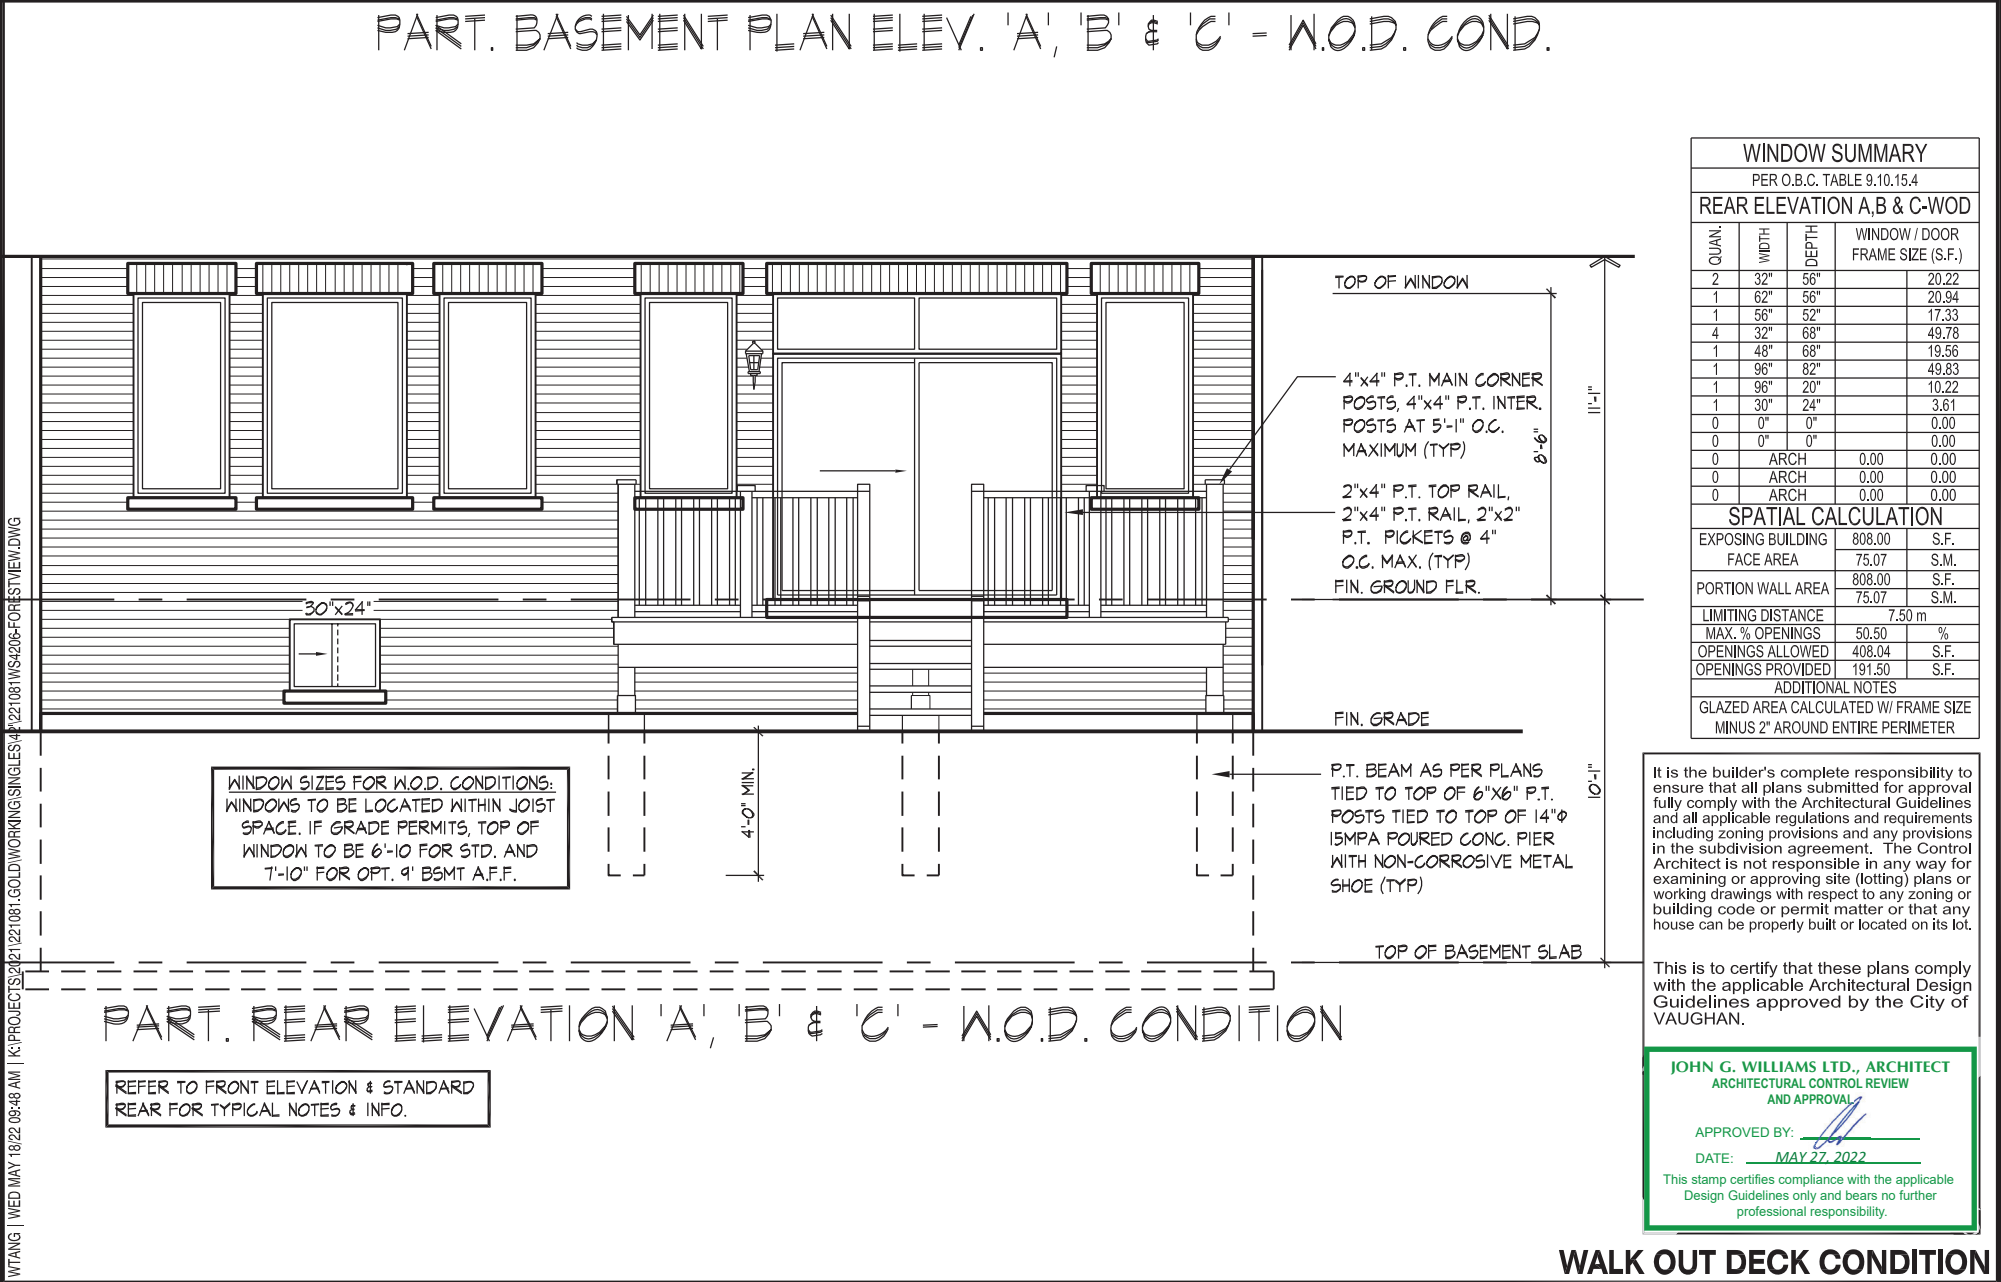 PART. BASEMENT PLAN ELEV. 'A', 'B' & 'C' - W.O.D. COND.
WINDOW SUMMARY
PER O.B.C. TABLE 9.10.15.4
REAR ELEVATION A,B & C-WOD
QUAN. WIDTH DEPTH WINDOW / DOOR
FRAME SIZE (S.F.)
2 32" 56" 20.22
1 62" 56" 20.94
1 56" 52" 17.33
4 32" 68" 49.78
1 48" 68" 19.56
1 96" 82" 49.83
1 96" 20" 10.22
1 30" 24" 3.61
0 0" 0" 0.00
0 0" 0" 0.00
0 ARCH 0.00 0.00
0 ARCH 0.00 0.00
0 ARCH 0.00 0.00
SPATIAL CALCULATION
EXPOSING BUILDING 808.00 S.F.
FACE AREA 75.07 S.M.
PORTION WALL AREA 808.00 S.F.
75.07 S.M.
LIMITING DISTANCE 7.50 m
MAX. % OPENINGS 50.50 %
OPENINGS ALLOWED 408.04 S.F.
OPENINGS PROVIDED 191.50 S.F.
ADDITIONAL NOTES
GLAZED AREA CALCULATED W/ FRAME SIZE
MINUS 2" AROUND ENTIRE PERIMETER
TOP OF WINDOW
4"x4" P.T. MAIN CORNER
POSTS, 4"x4" P.T. INTER.
POSTS AT 5'-1" O.C.
MAXIMUM (TYP)
8'-6"
11'-1"
2"x4" P.T. TOP RAIL,
2"x4" P.T. RAIL, 2"x2"
P.T. PICKETS @ 4"
O.C. MAX. (TYP)
FIN. GROUND FLR.
30"x24"
FIN. GRADE
P.T. BEAM AS PER PLANS
TIED TO TOP OF 6"X6" P.T.
POSTS TIED TO TOP OF 14"Φ
15MPA POURED CONC. PIER
WITH NON-CORROSIVE METAL
SHOE (TYP)
10'-1"
4'-0" MIN.
WINDOW SIZES FOR W.O.D. CONDITIONS:
WINDOWS TO BE LOCATED WITHIN JOIST
SPACE. IF GRADE PERMITS, TOP OF
WINDOW TO BE 6'-10 FOR STD. AND
7'-10" FOR OPT. 9' BSMT A.F.F.
TOP OF BASEMENT SLAB
PART. REAR ELEVATION 'A', 'B' & 'C' - W.O.D. CONDITION
REFER TO FRONT ELEVATION & STANDARD
REAR FOR TYPICAL NOTES & INFO.
It is the builder's complete responsibility to
ensure that all plans submitted for approval
fully comply with the Architectural Guidelines
and all applicable regulations and requirements
including zoning provisions and any provisions
in the subdivision agreement. The Control
Architect is not responsible in any way for
examining or approving site (lotting) plans or
working drawings with respect to any zoning or
building code or permit matter or that any
house can be properly built or located on its lot.
This is to certify that these plans comply
with the applicable Architectural Design
Guidelines approved by the City of
VAUGHAN.
JOHN G. WILLIAMS LTD., ARCHITECT
ARCHITECTURAL CONTROL REVIEW
AND APPROVAL
APPROVED BY:
DATE: MAY 27, 2022
This stamp certifies compliance with the applicable
Design Guidelines only and bears no further
professional responsibility.
WALK OUT DECK CONDITION
WTANG | WED MAY 18/22 09:48 AM | K:\PROJECTS\2021\221081.GOLD\WORKING\SINGLES\42'\221081WS4206-FORESTVIEW.DWG